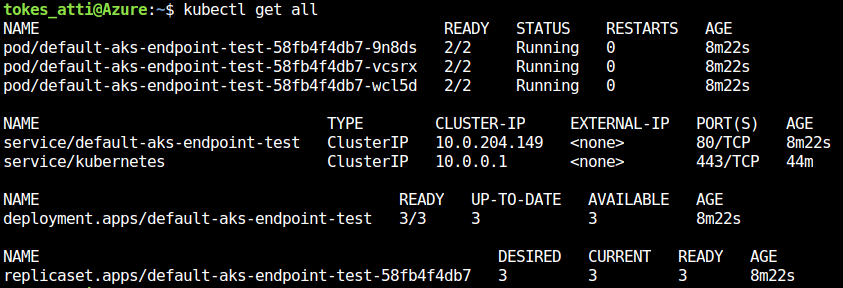 tokes_atti@Azure:~$ kubectl get all
NAME READY STATUS RESTARTS AGE
pod/default-aks-endpoint-test-58fb4f4db7-9n8ds 2/2 Running 0 8m22s
pod/default-aks-endpoint-test-58fb4f4db7-vcsrx 2/2 Running 0 8m22s
pod/default-aks-endpoint-test-58fb4f4db7-wcl5d 2/2 Running 0 8m22s
NAME TYPE CLUSTER-IP EXTERNAL-IP PORT(S) AGE
service/default-aks-endpoint-test ClusterIP 10.0.204.149 <none> 80/TCP 8m22s
service/kubernetes ClusterIP 10.0.0.1 <none> 443/TCP 44m
NAME READY UP-TO-DATE AVAILABLE AGE
deployment.apps/default-aks-endpoint-test 3/3 3 3 8m22s
NAME DESIRED CURRENT READY AGE
replicaset.apps/default-aks-endpoint-test-58fb4f4db7 3 3 3 8m22s